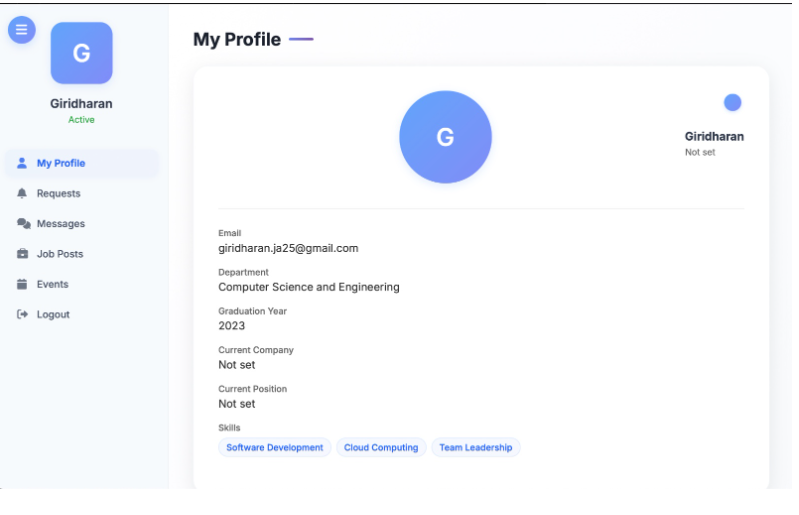 G
Giridharan
Active
My Profile
Requests
Messages
Job Posts
Events
Logout
My Profile
G
Giridharan
Not set
Email
giridharan.ja25@gmail.com
Department
Computer Science and Engineering
Graduation Year
2023
Current Company
Not set
Current Position
Not set
Skills
Software Development Cloud Computing Team Leadership